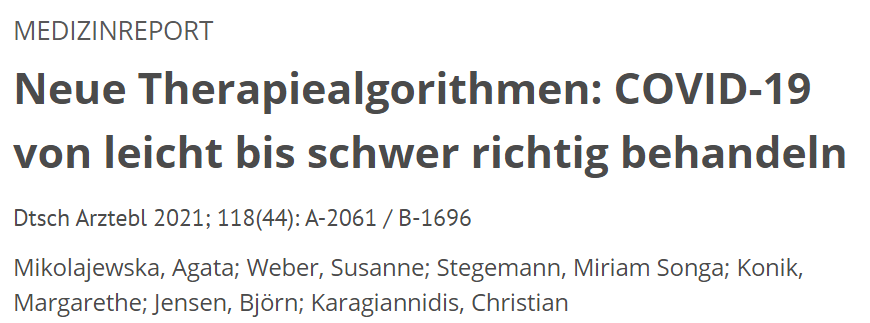 MEDIZINREPORT
Neue Therapiealgorithmen: COVID-19
von leicht bis schwer richtig behandeln
Dtsch Arztebl 2021; 118(44): A-2061 / B-1696
Mikolajewska, Agata; Weber, Susanne; Stegemann, Miriam Songa; Konik,
Margarethe; Jensen, Björn; Karagiannidis, Christian